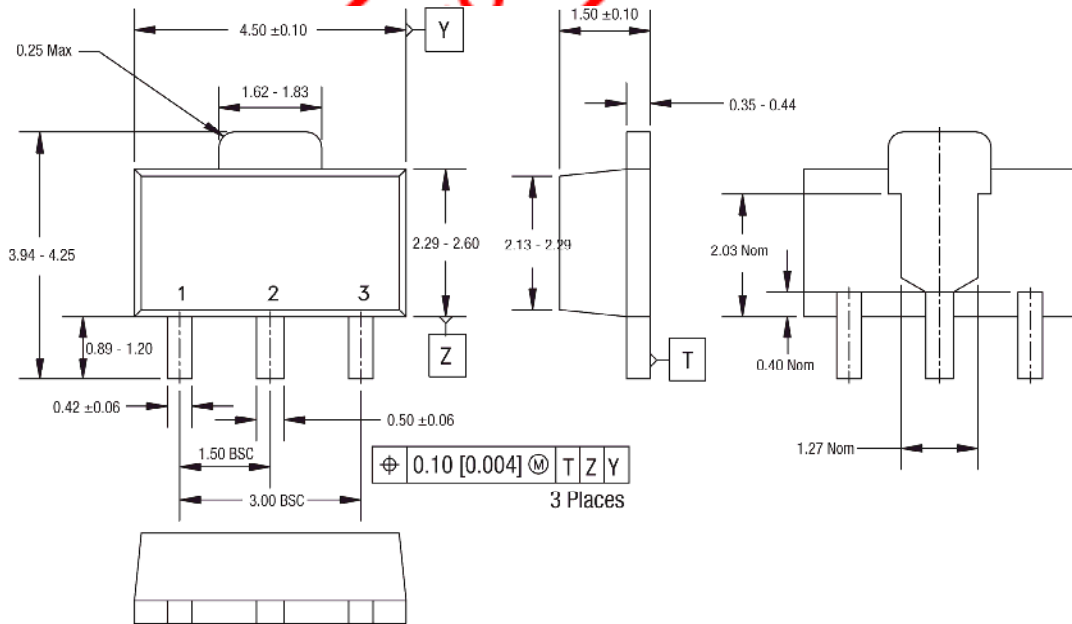 4.50 ±0.10
Y
1.50 ±0.10
0.25 Max
1.62 - 1.83
0.35 - 0.44
3.94 - 4.25
2.29 - 2.60
2.13 - 2.29
2.03 Nom
1 2 3
0.89 - 1.20
Z
T
0.40 Nom
0.42 ±0.06
0.50 ±0.06
1.50 BSC
1.27 Nom
⌖ 0.10 [0.004] Ⓜ T Z Y
3.00 BSC
3 Places